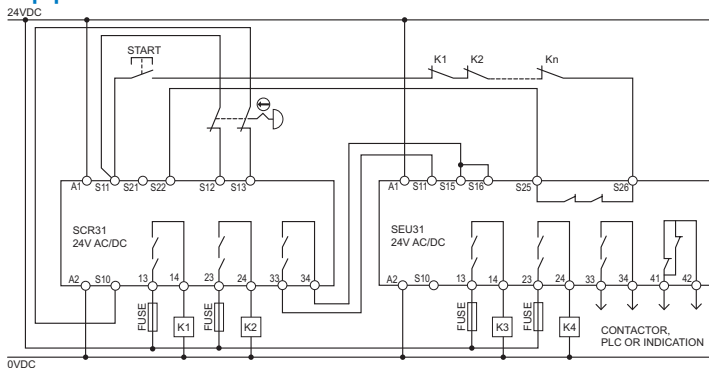 24VDC
START
K1 K2 Kn
A1 S11 S21 S22 S12 S13 A1 S11 S15 S16 S25 S26
SCR31
24V AC/DC
SEU31
24V AC/DC
A2 S10 13 14 23 24 33 34 A2 S10 13 14 23 24 33 34 41 42
FUSE K1 FUSE K2 FUSE K3 FUSE K4
CONTACTOR,
PLC OR INDICATION
0VDC